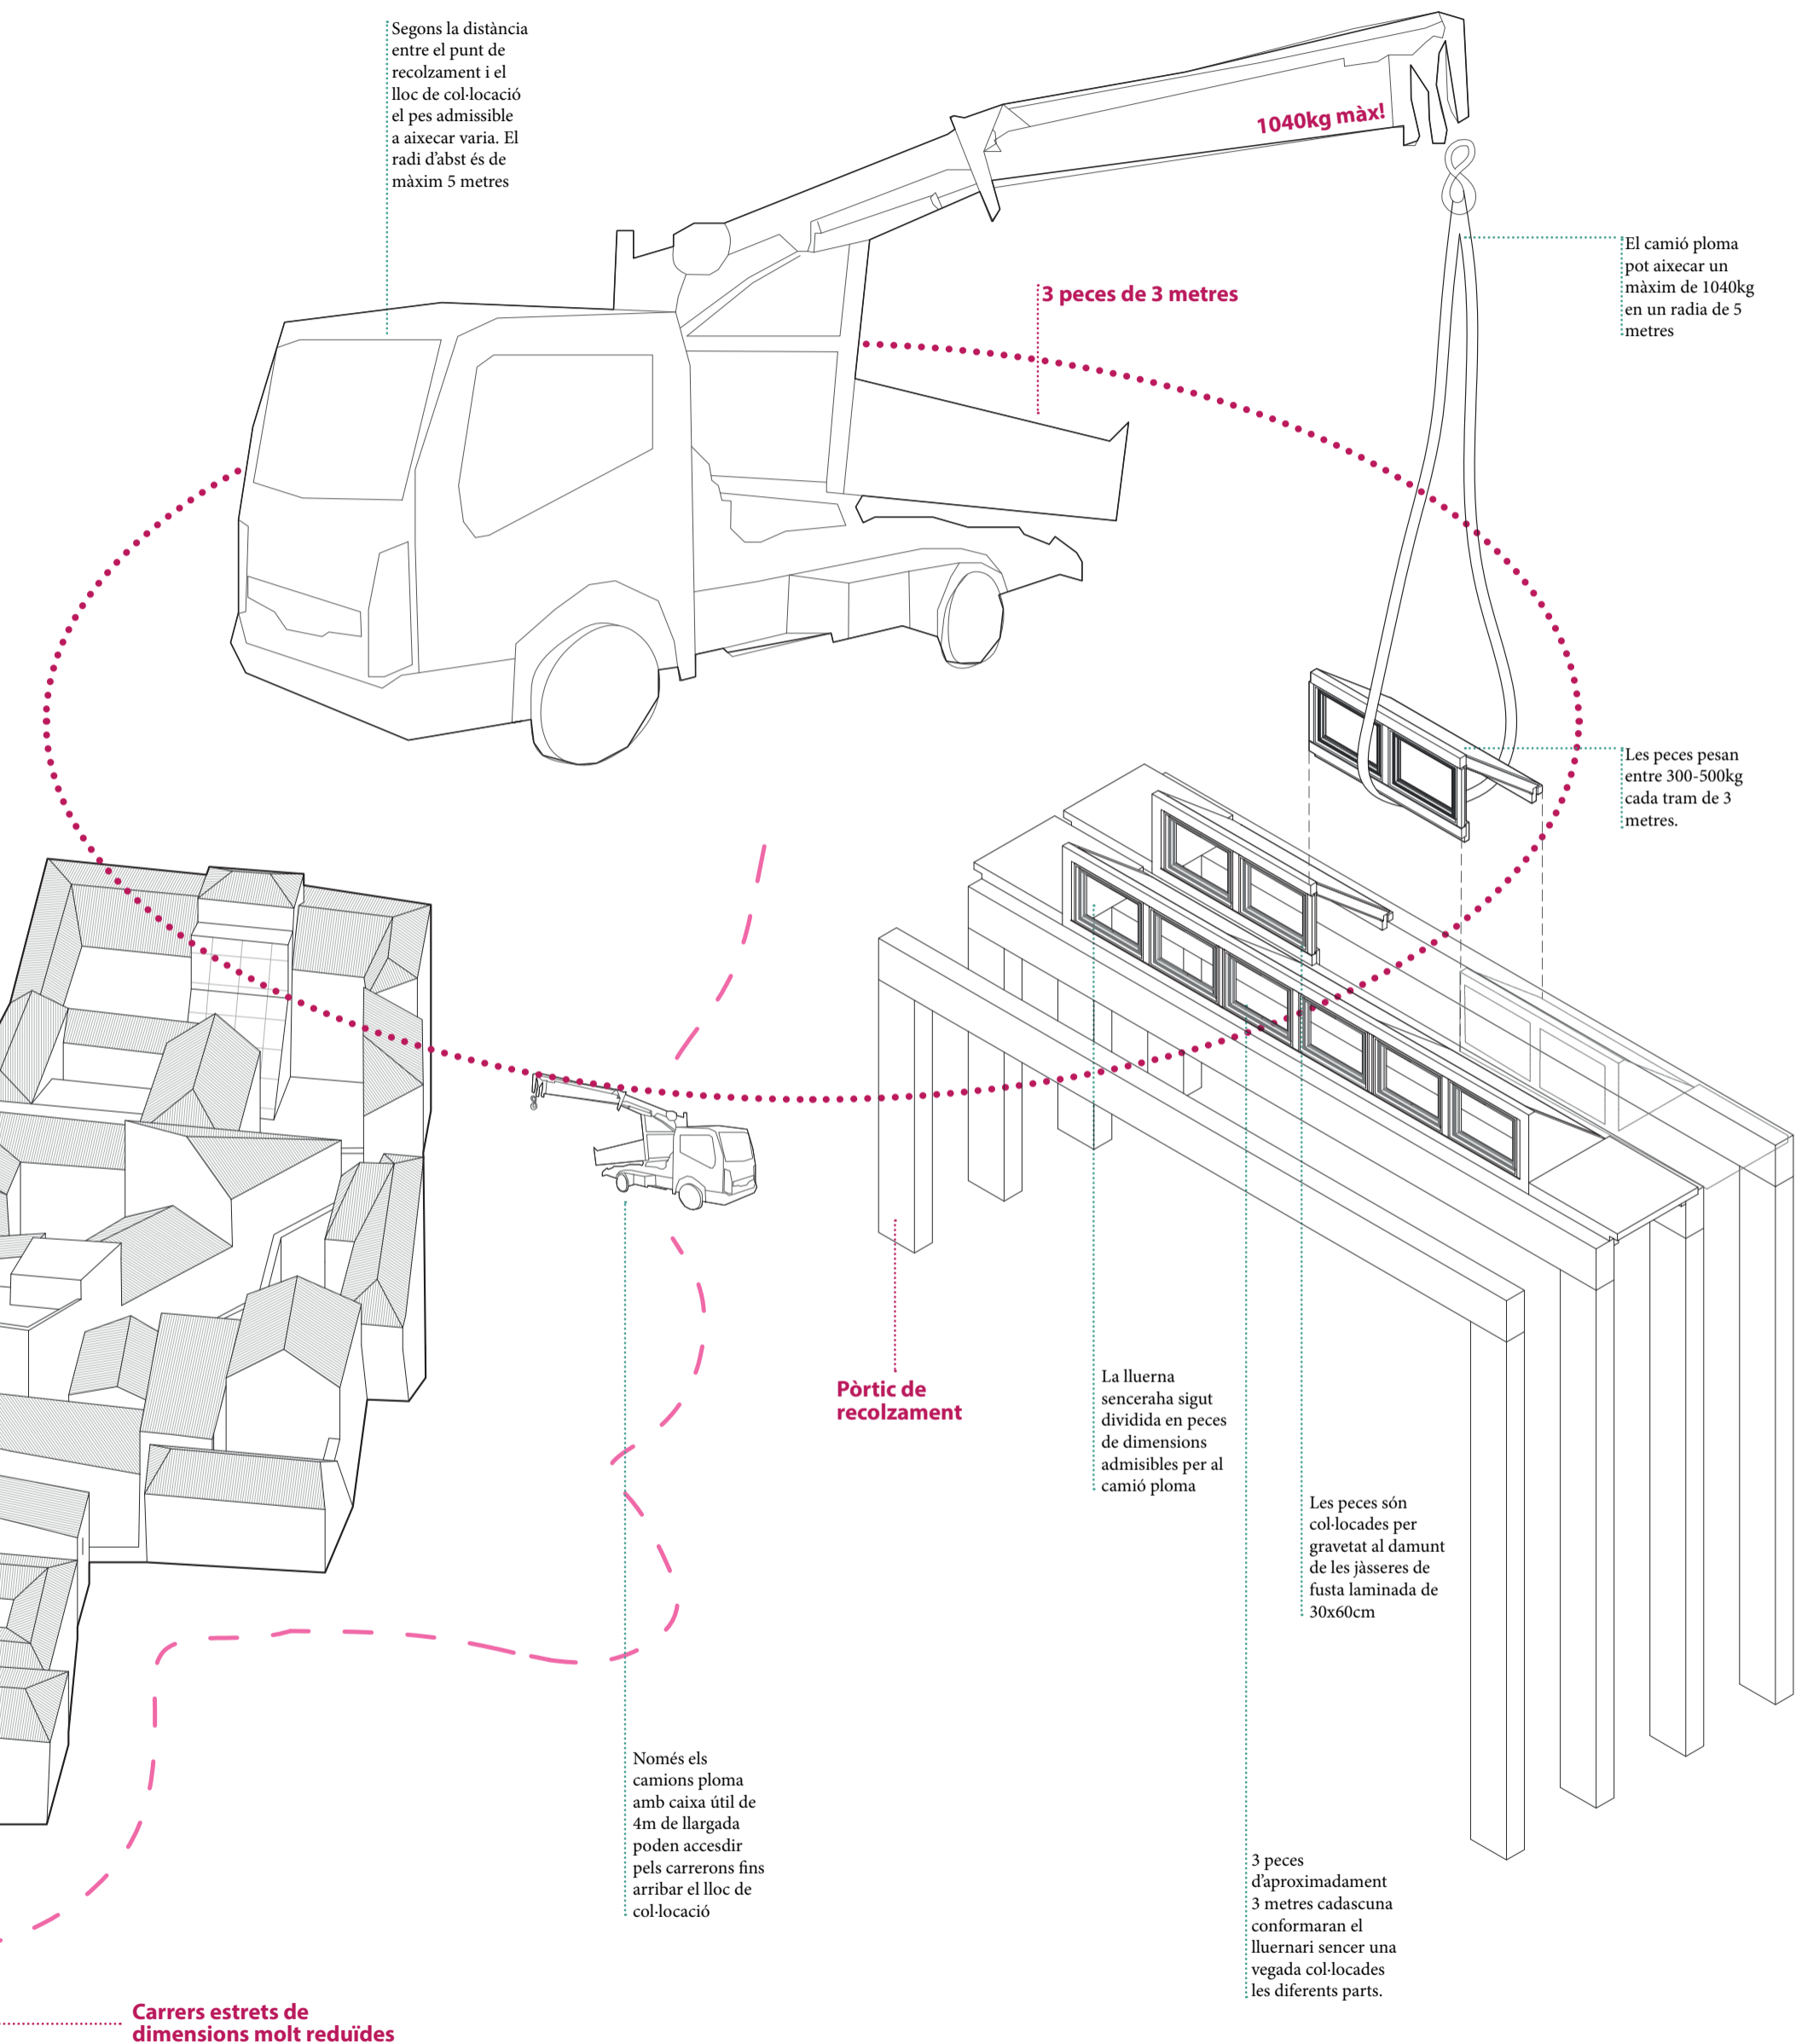 Segons la distància
entre el punt de
recolzament i el
lloc de col·locació
el pes admissible
a aixecar varia. El
radi d'abst és de
màxim 5 metres
1040kg màx!
El camió ploma
pot aixecar un
màxim de 1040kg
en un radia de 5
metres
3 peces de 3 metres
Les peces pesan
entre 300-500kg
cada tram de 3
metres.
Pòrtic de
recolzament
La lluerna
senceraha sigut
dividida en peces
de dimensions
admisibles per al
camió ploma
Les peces són
col·locades per
gravetat al damunt
de les jàsseres de
fusta laminada de
30x60cm
Només els
camions ploma
amb caixa útil de
4m de llargada
poden accesdir
pels carrerons fins
arribar el lloc de
col·locació
3 peces
d'aproximadament
3 metres cadascuna
conformaran el
lluernari sencer una
vegada col·locades
les diferents parts.
Carrers estrets de
dimensions molt reduïdes